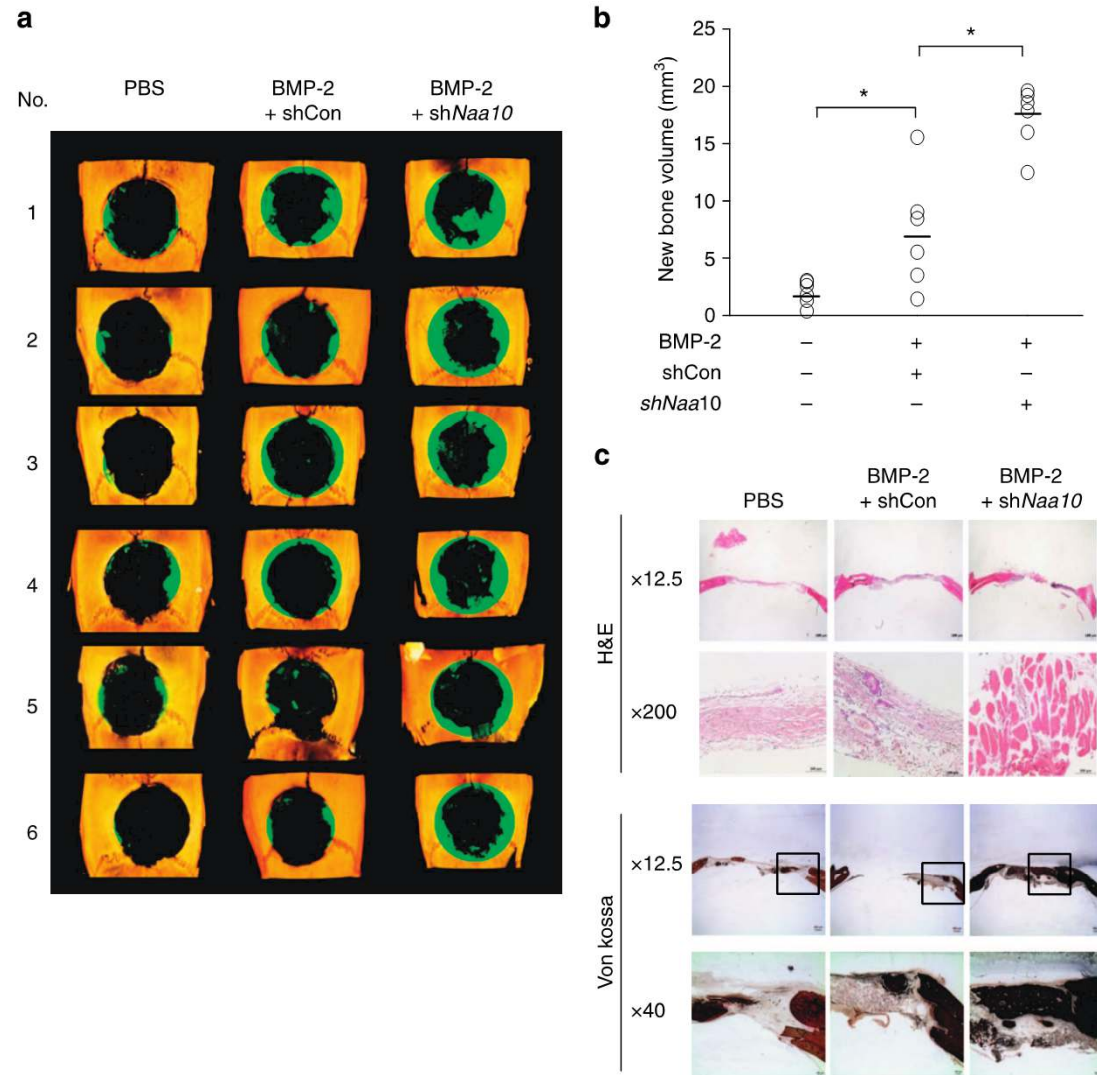 a
No.
PBS
BMP-2
+ shCon
BMP-2
+ shNaa10
1
2
3
4
5
6
b
New bone volume (mm³)
25
20
15
10
5
0
*
*
BMP-2 – + +
shCon – + –
shNaa10 – – +
c
PBS
BMP-2
+ shCon
BMP-2
+ shNaa10
H&E
×12.5
×200
Von kossa
×12.5
×40